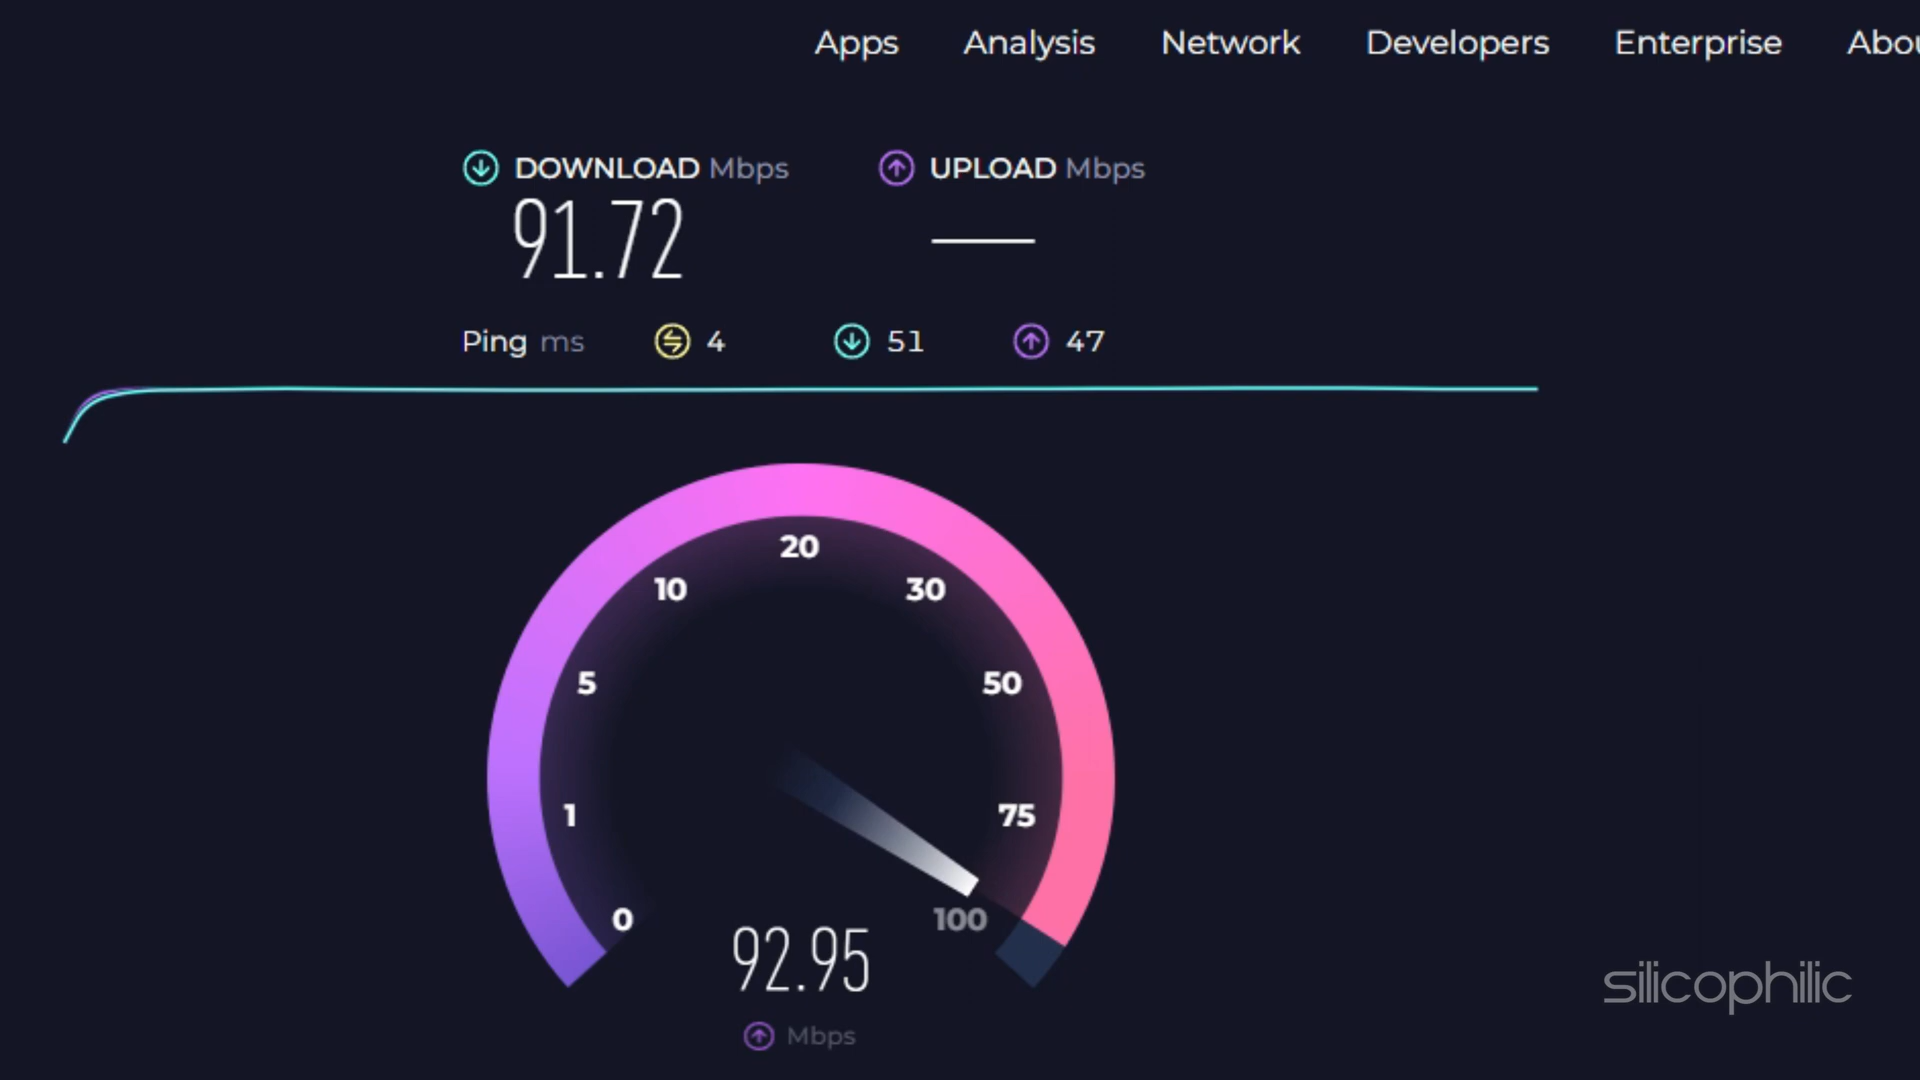 Apps Analysis Network Developers Enterprise Abou
DOWNLOAD Mbps UPLOAD Mbps
91.72
Ping ms 4 51 47
20
10 30
5 50
1 75
0 100
92.95
Mbps
silicophilic